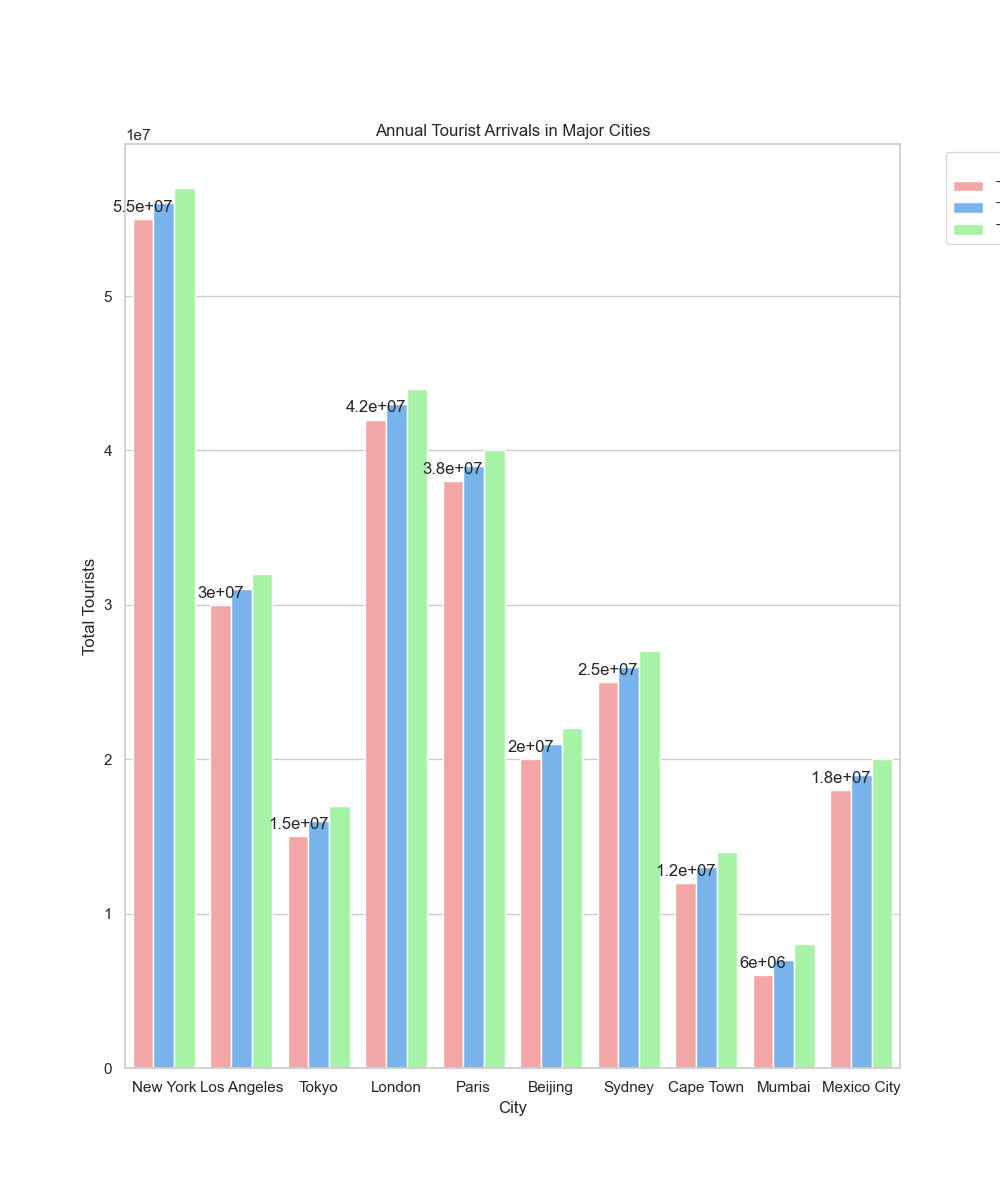 Annual Tourist Arrivals in Major Cities
1e7
5.5e+07
5
4.2e+07
4
3.8e+07
3e+07
3
2.5e+07
2e+07
2
1.8e+07
1.5e+07
1.2e+07
1
6e+06
0
Total Tourists
New York Los Angeles Tokyo London Paris Beijing Sydney Cape Town Mumbai Mexico City
City